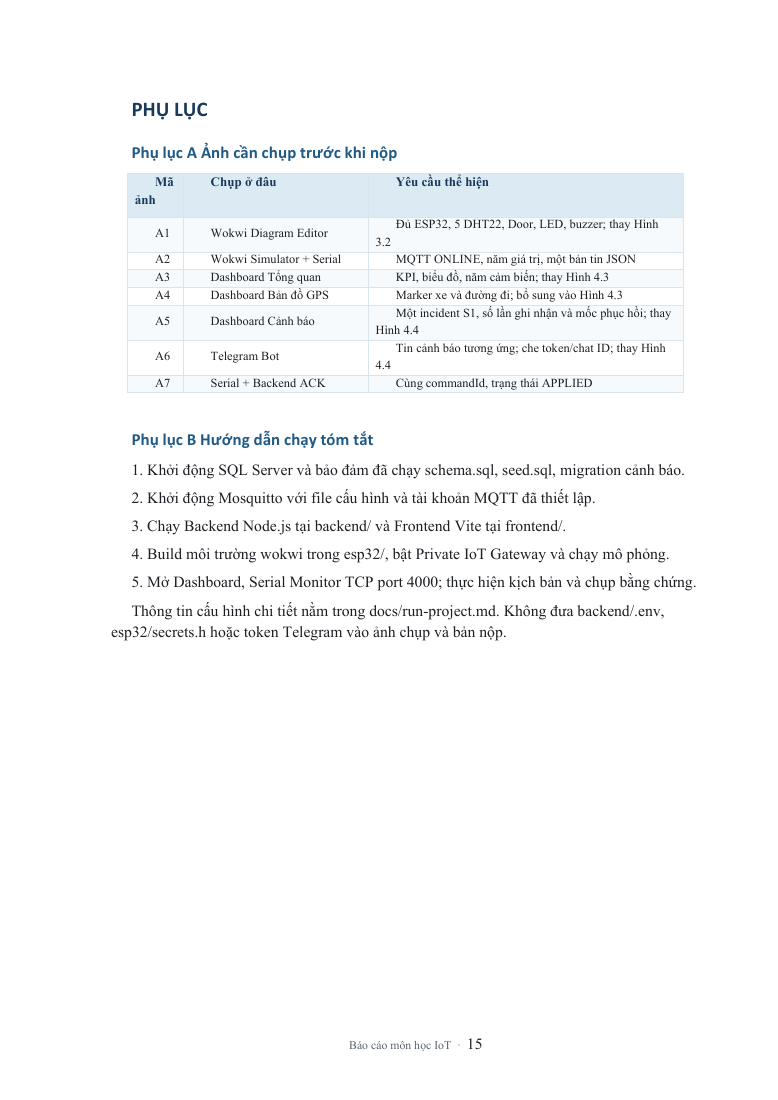 PHỤ LỤC
Phụ lục A Ảnh cần chụp trước khi nộp
Mã ảnh Chụp ở đâu Yêu cầu thể hiện
A1 Wokwi Diagram Editor Đủ ESP32, 5 DHT22, Door, LED, buzzer; thay Hình 3.2
A2 Wokwi Simulator + Serial MQTT ONLINE, năm giá trị, một bản tin JSON
A3 Dashboard Tổng quan KPI, biểu đồ, năm cảm biến; thay Hình 4.3
A4 Dashboard Bản đồ GPS Marker xe và đường đi; bổ sung vào Hình 4.3
A5 Dashboard Cảnh báo Một incident S1, số lần ghi nhận và mốc phục hồi; thay Hình 4.4
A6 Telegram Bot Tin cảnh báo tương ứng; che token/chat ID; thay Hình 4.4
A7 Serial + Backend ACK Cùng commandId, trạng thái APPLIED
Phụ lục B Hướng dẫn chạy tóm tắt
1. Khởi động SQL Server và bảo đảm đã chạy schema.sql, seed.sql, migration cảnh báo.
2. Khởi động Mosquitto với file cấu hình và tài khoản MQTT đã thiết lập.
3. Chạy Backend Node.js tại backend/ và Frontend Vite tại frontend/.
4. Build môi trường wokwi trong esp32/, bật Private IoT Gateway và chạy mô phỏng.
5. Mở Dashboard, Serial Monitor TCP port 4000; thực hiện kịch bản và chụp bằng chứng.
Thông tin cấu hình chi tiết nằm trong docs/run-project.md. Không đưa backend/.env,
esp32/secrets.h hoặc token Telegram vào ảnh chụp và bản nộp.
Báo cáo môn học IoT · 15